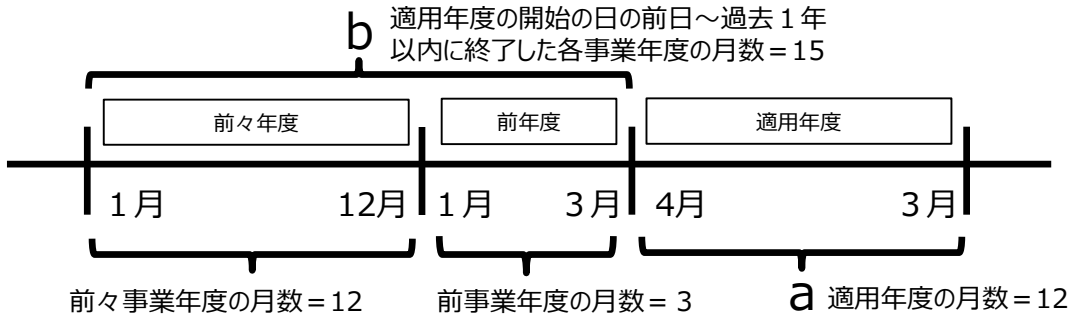 b 適用年度の開始の日の前日～過去１年
以内に終了した各事業年度の月数＝15
前々年度 前年度 適用年度
１月 12月 １月 ３月 4月 ３月
前々事業年度の月数＝12 前事業年度の月数＝３ a 適用年度の月数＝12